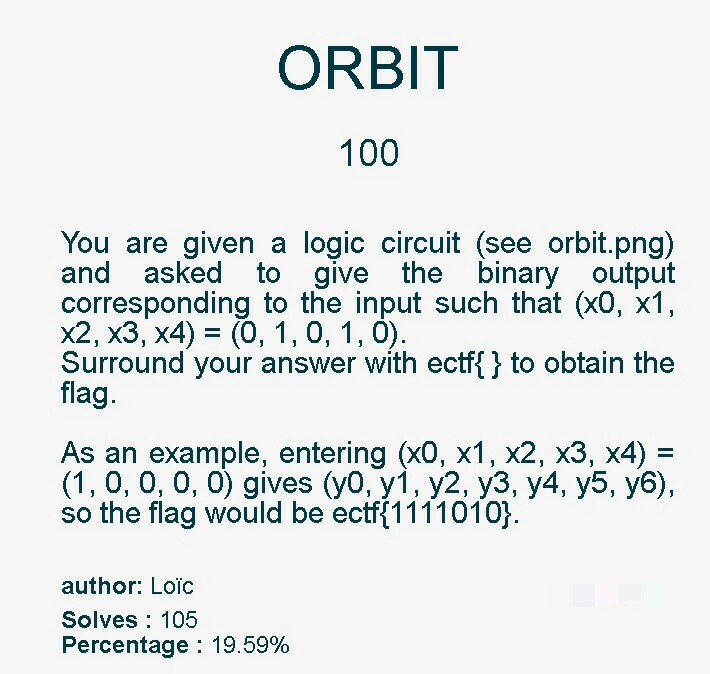 ORBIT
100
You are given a logic circuit (see orbit.png)
and asked to give the binary output
corresponding to the input such that (x0, x1,
x2, x3, x4) = (0, 1, 0, 1, 0).
Surround your answer with ectf{ } to obtain the
flag.
As an example, entering (x0, x1, x2, x3, x4) =
(1, 0, 0, 0, 0) gives (y0, y1, y2, y3, y4, y5, y6),
so the flag would be ectf{1111010}.
author: Loïc
Solves : 105
Percentage : 19.59%